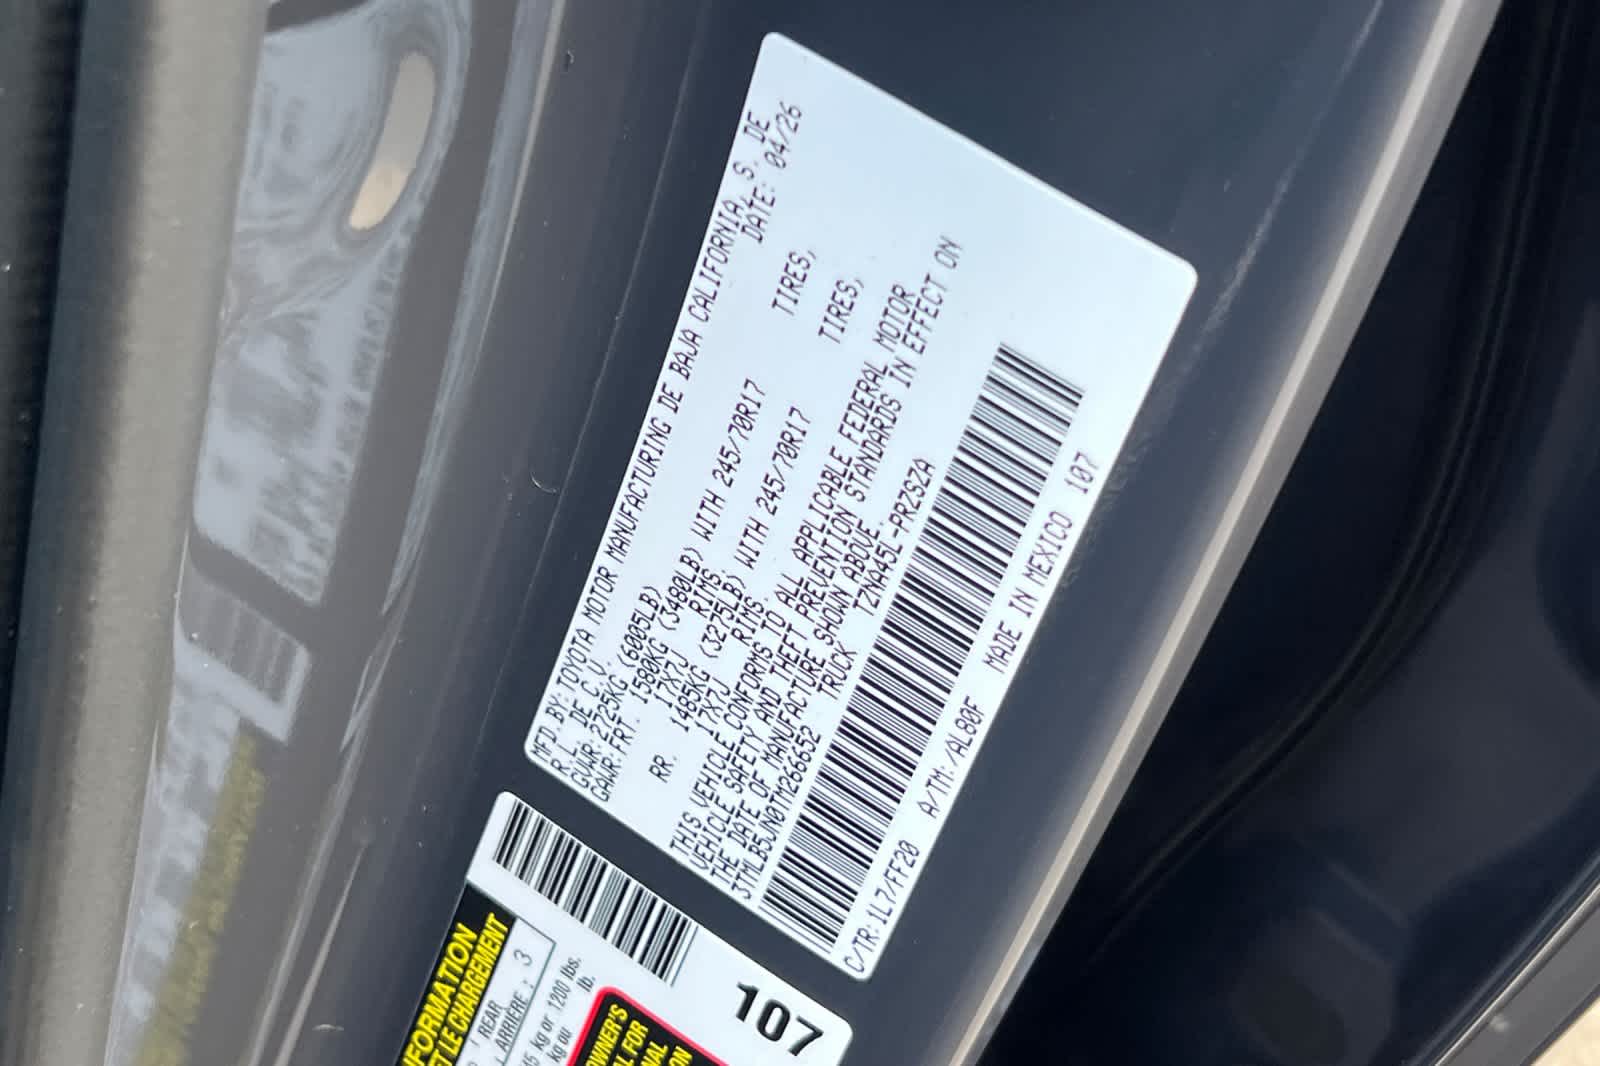 MFD.BY:TOYOTA MOTOR MANUFACTURING DE BAJA CALIFORNIA, S. DE
R.L. DE C.V. DATE: 04/26
GVWR:2725KG (6005LB)
GAWR:FRT. 1580KG (3480LB) WITH 245/70R17 TIRES,
17X7J RIMS,
RR. 1485KG (3275LB) WITH 245/70R17 TIRES,
17X7J RIMS.
THIS VEHICLE CONFORMS TO ALL APPLICABLE FEDERAL MOTOR
VEHICLE SAFETY AND THEFT PREVENTION STANDARDS IN EFFECT ON
THE DATE OF MANUFACTURE SHOWN ABOVE.
3TMLB5JN0TM266652 TRUCK TZNA45L-PRZSZA
C/TR:1L7/FF20 A/TM:/AL80F MADE IN MEXICO 107
107
ET LE CHARGEMENT
REAR
ARRIÈRE : 3
kg or 1200 lbs.
kg ou lb.